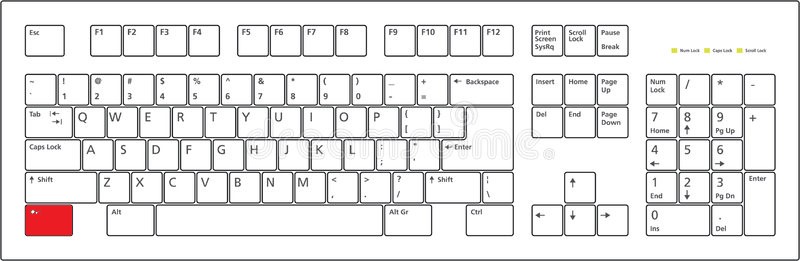 Esc F1 F2 F3 F4 F5 F6 F7 F8 F9 F10 F11 F12 Print Scroll Pause
Screen Lock
SysRq Break
Num Lock Caps Lock Scroll Lock
~ ! @ # $ % ^ & * ( ) _ + ← Backspace Insert Home Page Num / * -
Up Lock
` 1 2 3 4 5 6 7 8 9 0 - =
Tab Q W E R T Y U I O P { } Del End Page 7 8 9 +
Down Home ↑ Pg Up
[ ]
Caps Lock A S D F G H J K L : " ← Enter 4 5 6
; ' ← →
↑ Shift Z X C V B N M < > ? ↑ Shift ¦ ↑ 1 2 3 Enter
, . / \ End ↓ Pg Dn
Alt Alt Gr Ctrl ← ↓ → 0 .
Ins Del
dreamstime